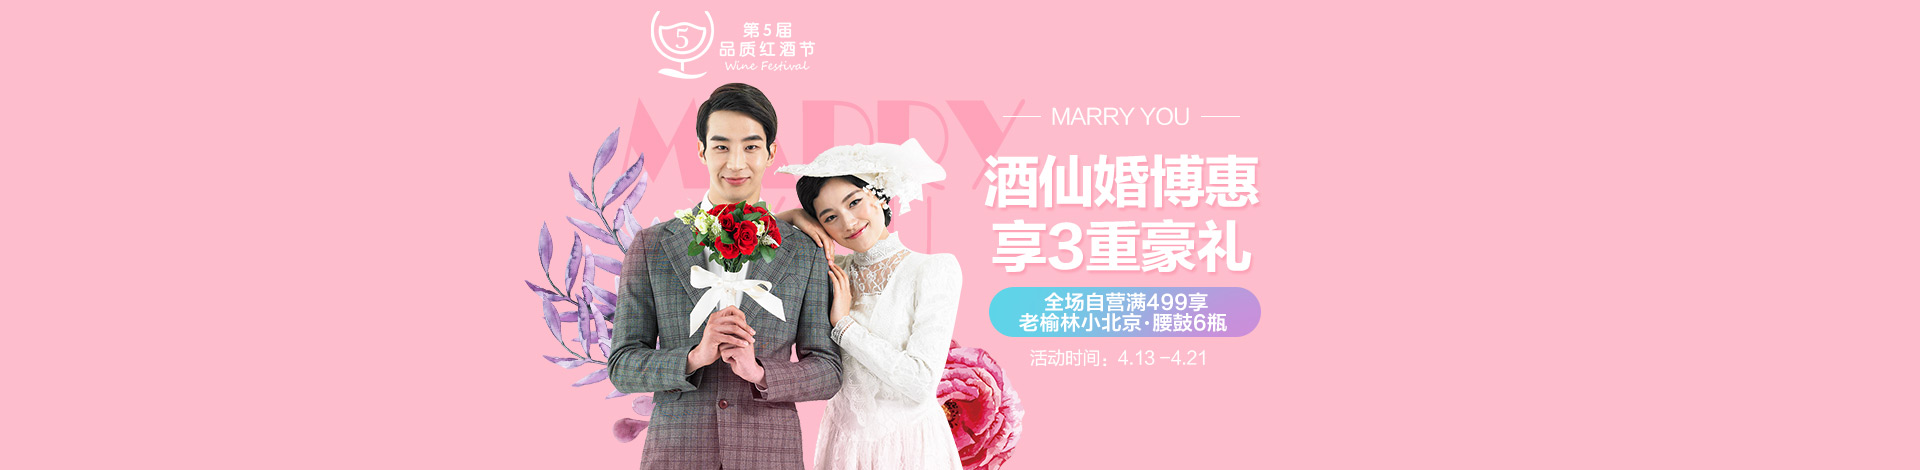 5
第5届
品质红酒节
Wine Festival
MARRY
MARRY YOU
酒仙婚博惠
享3重豪礼
全场自营满499享
老榆林小北京·腰鼓6瓶
活动时间：4.13-4.21